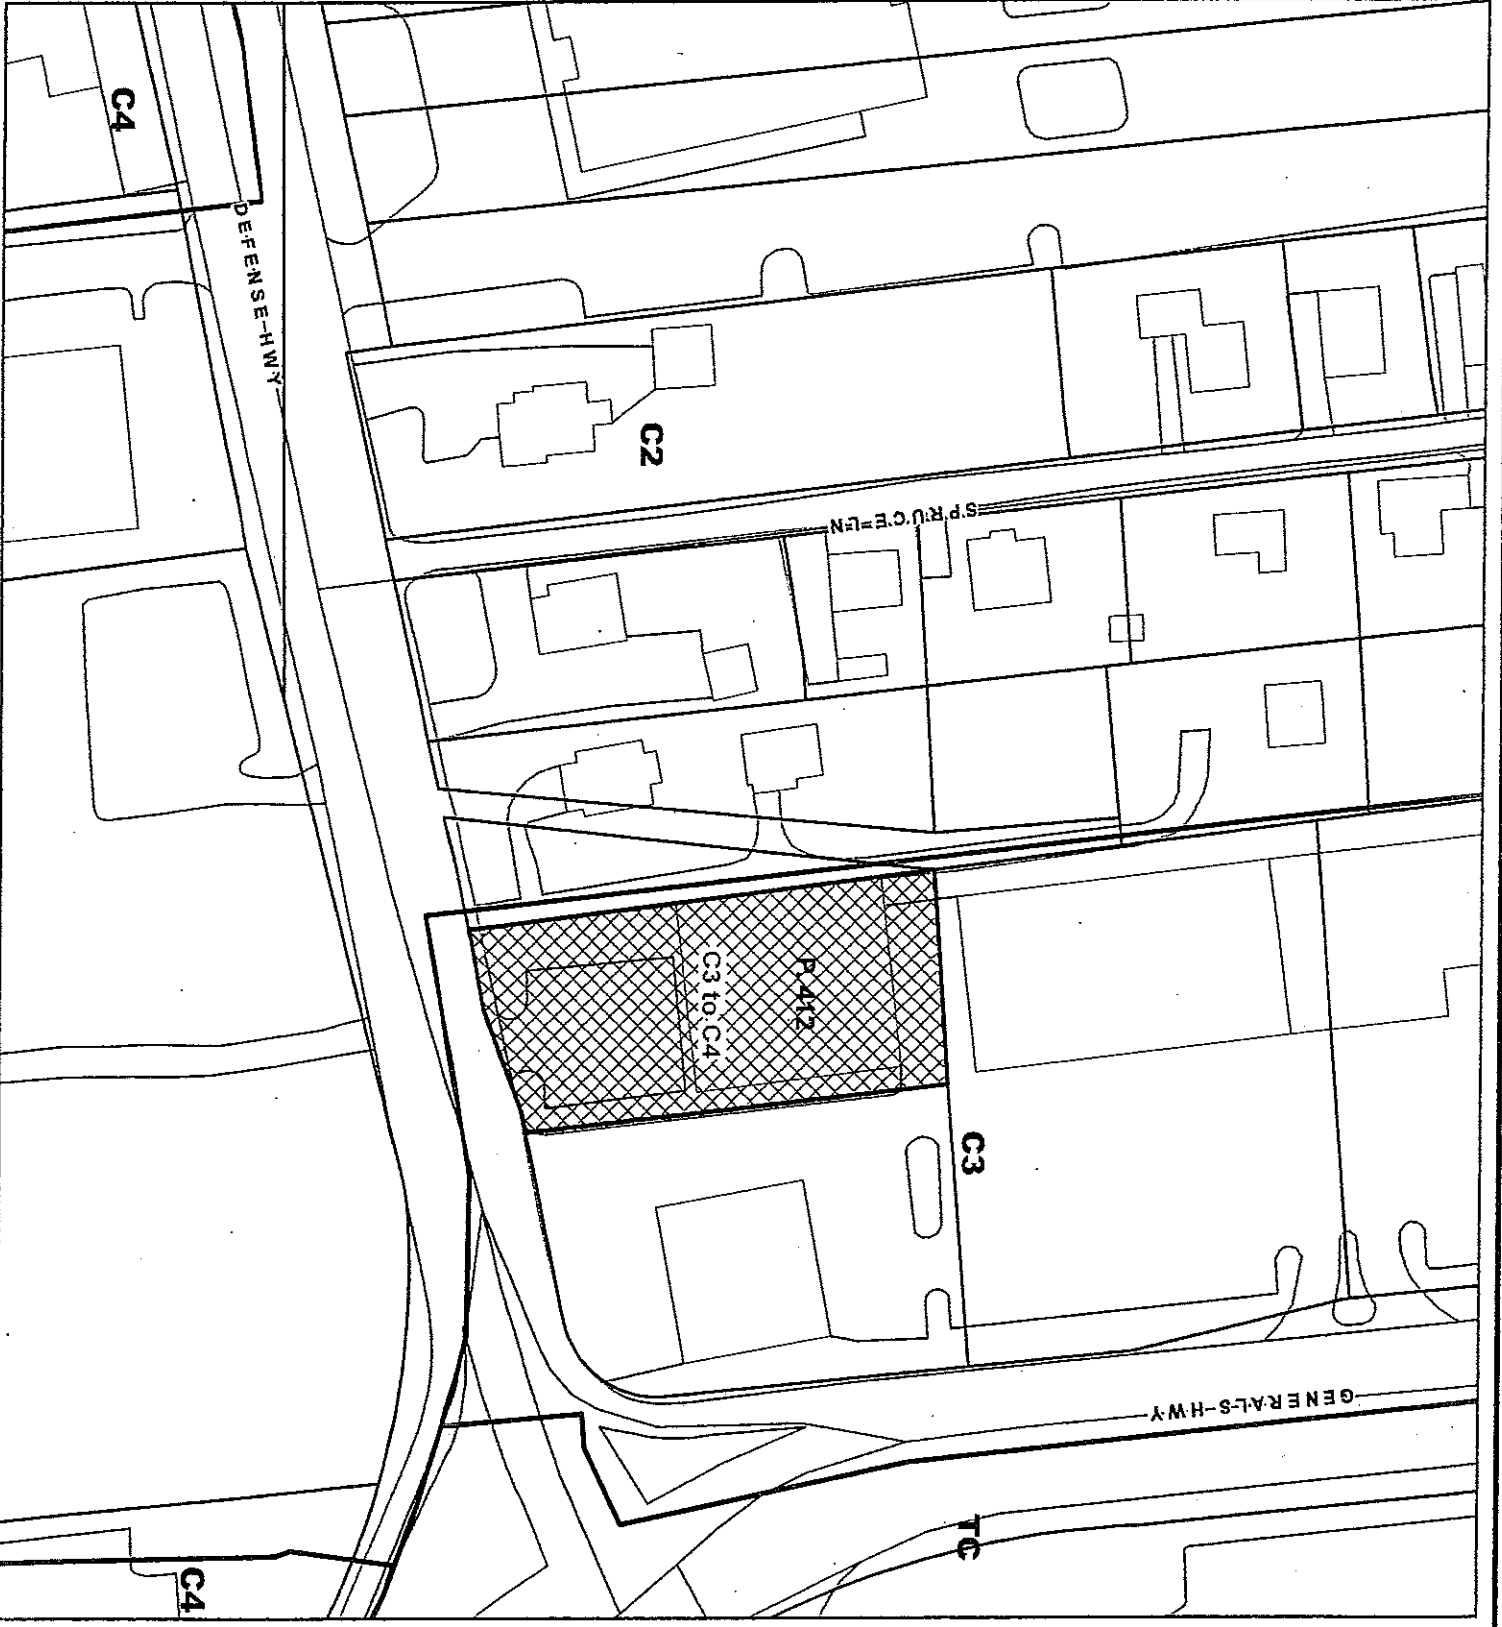 C4
DEFENSE-HWY
C2
SPRUCE-LN
P. 412
C3 to C4
C3
GENERALS-HWY
TC
C4